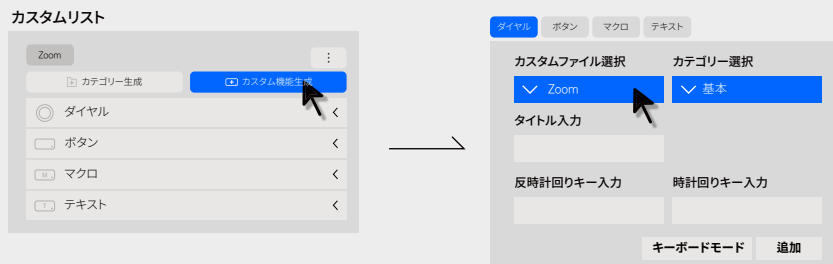 カスタムリスト
Zoom
カテゴリー生成
カスタム機能生成
ダイヤル
ボタン
M
マクロ
T
テキスト
ダイヤル
ボタン
マクロ
テキスト
カスタムファイル選択
カテゴリー選択
Zoom
基本
タイトル入力
反時計回りキー入力
時計回りキー入力
キーボードモード
追加